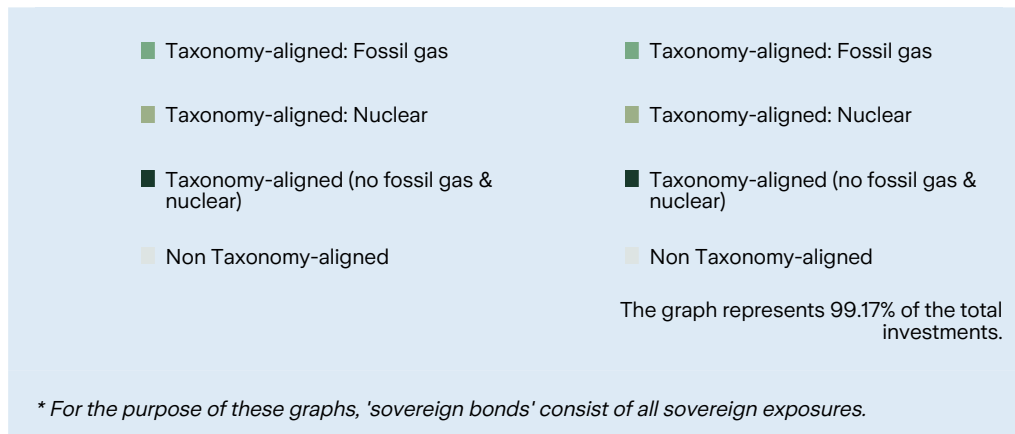 Taxonomy-aligned: Fossil gas
Taxonomy-aligned: Nuclear
Taxonomy-aligned (no fossil gas &
nuclear)
Non Taxonomy-aligned
Taxonomy-aligned: Fossil gas
Taxonomy-aligned: Nuclear
Taxonomy-aligned (no fossil gas &
nuclear)
Non Taxonomy-aligned
The graph represents 99.17% of the total
investments.
* For the purpose of these graphs, 'sovereign bonds' consist of all sovereign exposures.